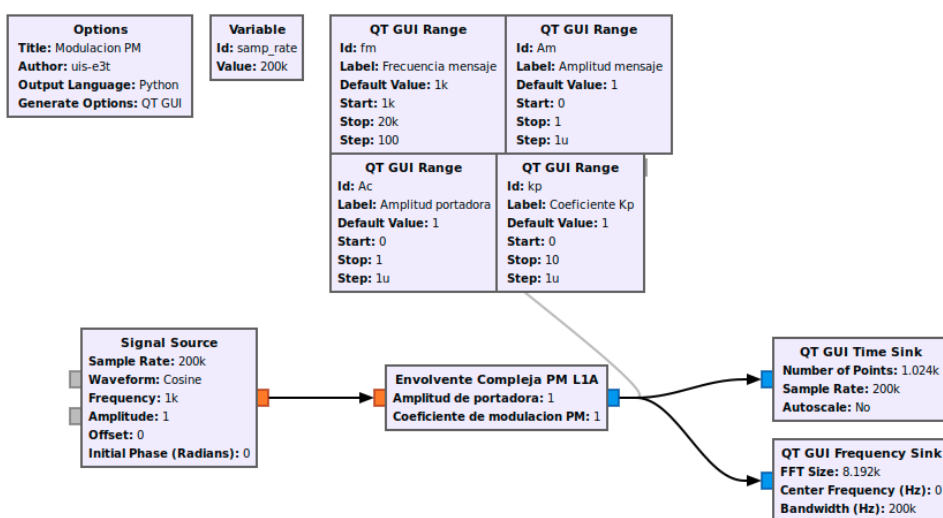 Options
Title: Modulacion PM
Author: uis-e3t
Output Language: Python
Generate Options: QT GUI
Variable
Id: samp_rate
Value: 200k
QT GUI Range
Id: fm
Label: Frecuencia mensaje
Default Value: 1k
Start: 1k
Stop: 20k
Step: 100
QT GUI Range
Id: Am
Label: Amplitud mensaje
Default Value: 1
Start: 0
Stop: 1
Step: 1u
QT GUI Range
Id: Ac
Label: Amplitud portadora
Default Value: 1
Start: 0
Stop: 1
Step: 1u
QT GUI Range
Id: kp
Label: Coeficiente Kp
Default Value: 1
Start: 0
Stop: 10
Step: 1u
Signal Source
Sample Rate: 200k
Waveform: Cosine
Frequency: 1k
Amplitude: 1
Offset: 0
Initial Phase (Radians): 0
Envolvente Compleja PM L1A
Amplitud de portadora: 1
Coeficiente de modulacion PM: 1
QT GUI Time Sink
Number of Points: 1.024k
Sample Rate: 200k
Autoscale: No
QT GUI Frequency Sink
FFT Size: 8.192k
Center Frequency (Hz): 0
Bandwidth (Hz): 200k